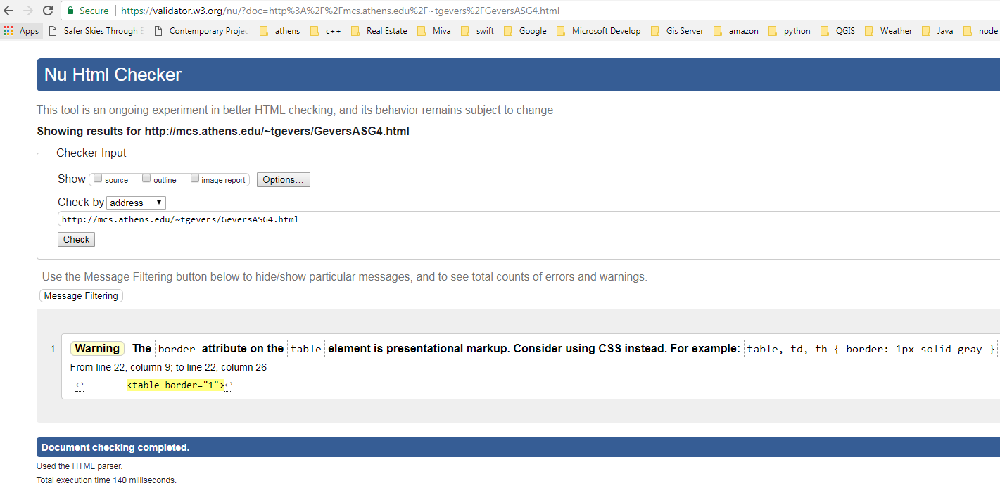 Secure https://validator.w3.org/nu/?doc=http%3A%2F%2Fmcs.athens.edu%2F~tgevers%2FGeversASG4.html
Apps Safer Skies Through E Contemporary Projec athens c++ Real Estate Miva swift Google Microsoft Develop Gis Server amazon python QGIS Weather Java node
Nu Html Checker
This tool is an ongoing experiment in better HTML checking, and its behavior remains subject to change
Showing results for http://mcs.athens.edu/~tgevers/GeversASG4.html
Checker Input
Show source outline image report Options...
Check by address
http://mcs.athens.edu/~tgevers/GeversASG4.html
Check
Use the Message Filtering button below to hide/show particular messages, and to see total counts of errors and warnings.
Message Filtering
1. Warning The border attribute on the table element is presentational markup. Consider using CSS instead. For example: table, td, th { border: 1px solid gray }
From line 22, column 9; to line 22, column 26
↩ <table border="1">↩
Document checking completed.
Used the HTML parser.
Total execution time 140 milliseconds.